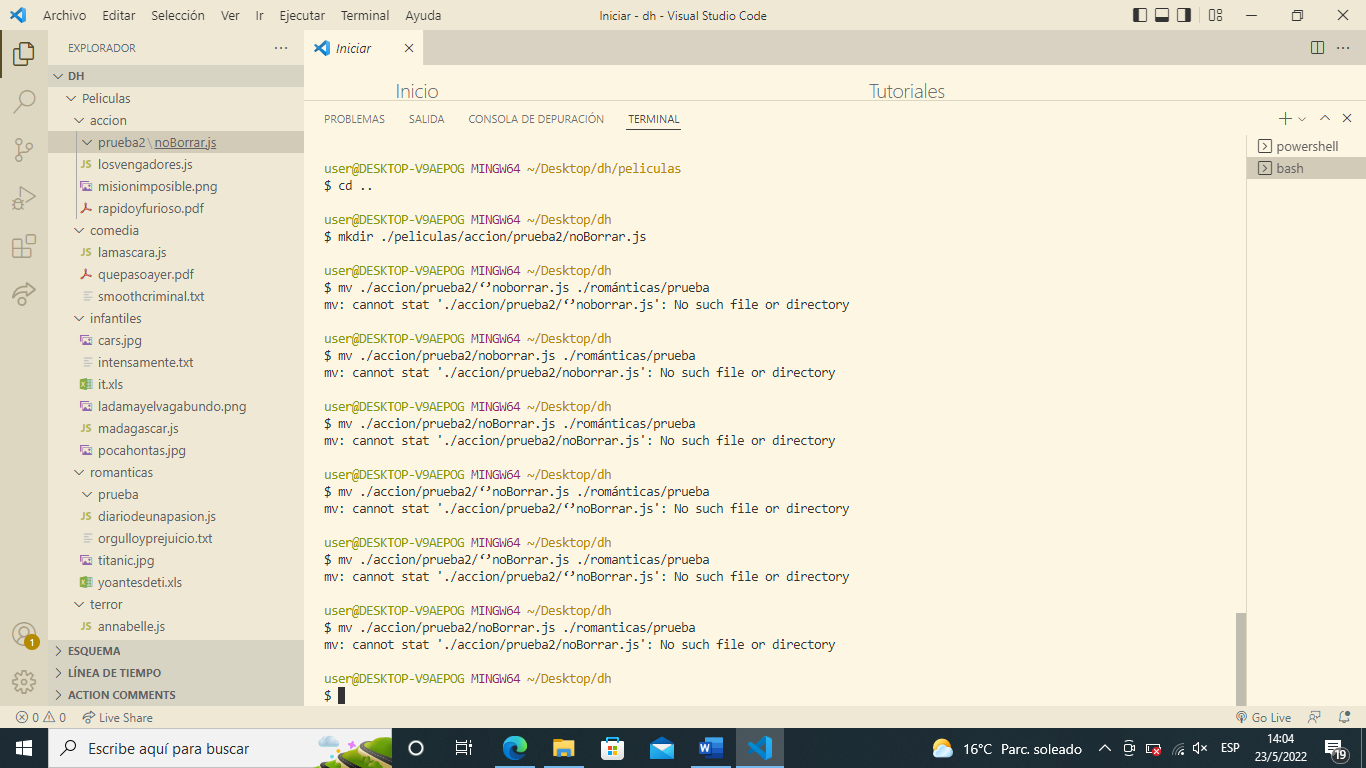 Archivo Editar Selección Ver Ir Ejecutar Terminal Ayuda
Iniciar - dh - Visual Studio Code
EXPLORADOR
DH
Peliculas
accion
prueba2\noBorrar.js
JS losvengadores.js
misionimposible.png
rapidoyfurioso.pdf
comedia
JS lamascara.js
quepasoayer.pdf
smoothcriminal.txt
infantiles
cars.jpg
intensamente.txt
it.xls
ladamayelvagabundo.png
JS madagascar.js
pocahontas.jpg
romanticas
prueba
JS diariodeunapasion.js
orgulloyprejuicio.txt
titanic.jpg
yoantesdeti.xls
terror
JS annabelle.js
ESQUEMA
LÍNEA DE TIEMPO
ACTION COMMENTS
1
Iniciar
Inicio
Tutoriales
PROBLEMAS SALIDA CONSOLA DE DEPURACIÓN TERMINAL
user@DESKTOP-V9AEPOG MINGW64 ~/Desktop/dh/peliculas
$ cd ..
user@DESKTOP-V9AEPOG MINGW64 ~/Desktop/dh
$ mkdir ./peliculas/accion/prueba2/noBorrar.js
user@DESKTOP-V9AEPOG MINGW64 ~/Desktop/dh
$ mv ./accion/prueba2/‘’noborrar.js ./románticas/prueba
mv: cannot stat './accion/prueba2/‘’noborrar.js': No such file or directory
user@DESKTOP-V9AEPOG MINGW64 ~/Desktop/dh
$ mv ./accion/prueba2/noborrar.js ./románticas/prueba
mv: cannot stat './accion/prueba2/noborrar.js': No such file or directory
user@DESKTOP-V9AEPOG MINGW64 ~/Desktop/dh
$ mv ./accion/prueba2/noBorrar.js ./románticas/prueba
mv: cannot stat './accion/prueba2/noBorrar.js': No such file or directory
user@DESKTOP-V9AEPOG MINGW64 ~/Desktop/dh
$ mv ./accion/prueba2/‘’noBorrar.js ./románticas/prueba
mv: cannot stat './accion/prueba2/‘’noBorrar.js': No such file or directory
user@DESKTOP-V9AEPOG MINGW64 ~/Desktop/dh
$ mv ./accion/prueba2/‘’noBorrar.js ./romanticas/prueba
mv: cannot stat './accion/prueba2/‘’noBorrar.js': No such file or directory
user@DESKTOP-V9AEPOG MINGW64 ~/Desktop/dh
$ mv ./accion/prueba2/noBorrar.js ./romanticas/prueba
mv: cannot stat './accion/prueba2/noBorrar.js': No such file or directory
user@DESKTOP-V9AEPOG MINGW64 ~/Desktop/dh
$
powershell
bash
0 0 Live Share
Go Live
Escribe aquí para buscar
16°C Parc. soleado
ESP
14:04
23/5/2022
19